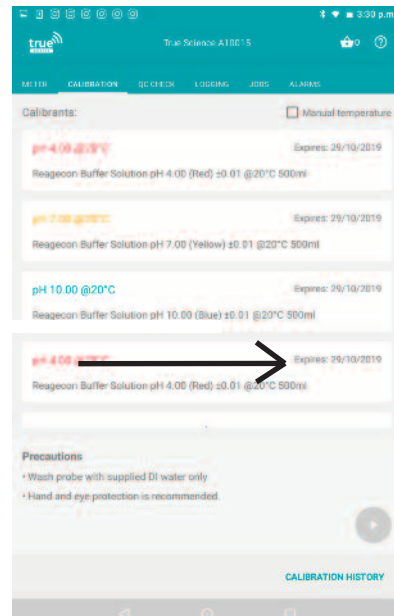 3:30 p.m
true
True Science A10015
0
METER CALIBRATION QC CHECK LOGGING JOBS ALARMS
Calibrants:
Manual temperature
pH 4.00 @20°C
Expires: 29/10/2019
Reagecon Buffer Solution pH 4.00 (Red) ±0.01 @20°C 500ml
pH 7.00 @20°C
Expires: 29/10/2019
Reagecon Buffer Solution pH 7.00 (Yellow) ±0.01 @20°C 500ml
pH 10.00 @20°C
Expires: 29/10/2019
Reagecon Buffer Solution pH 10.00 (Blue) ±0.01 @20°C 500ml
pH 4.00 @20°C
Expires: 29/10/2019
Reagecon Buffer Solution pH 4.00 (Red) ±0.01 @20°C 500ml
Precautions
• Wash probe with supplied DI water only
• Hand and eye protection is recommended.
CALIBRATION HISTORY